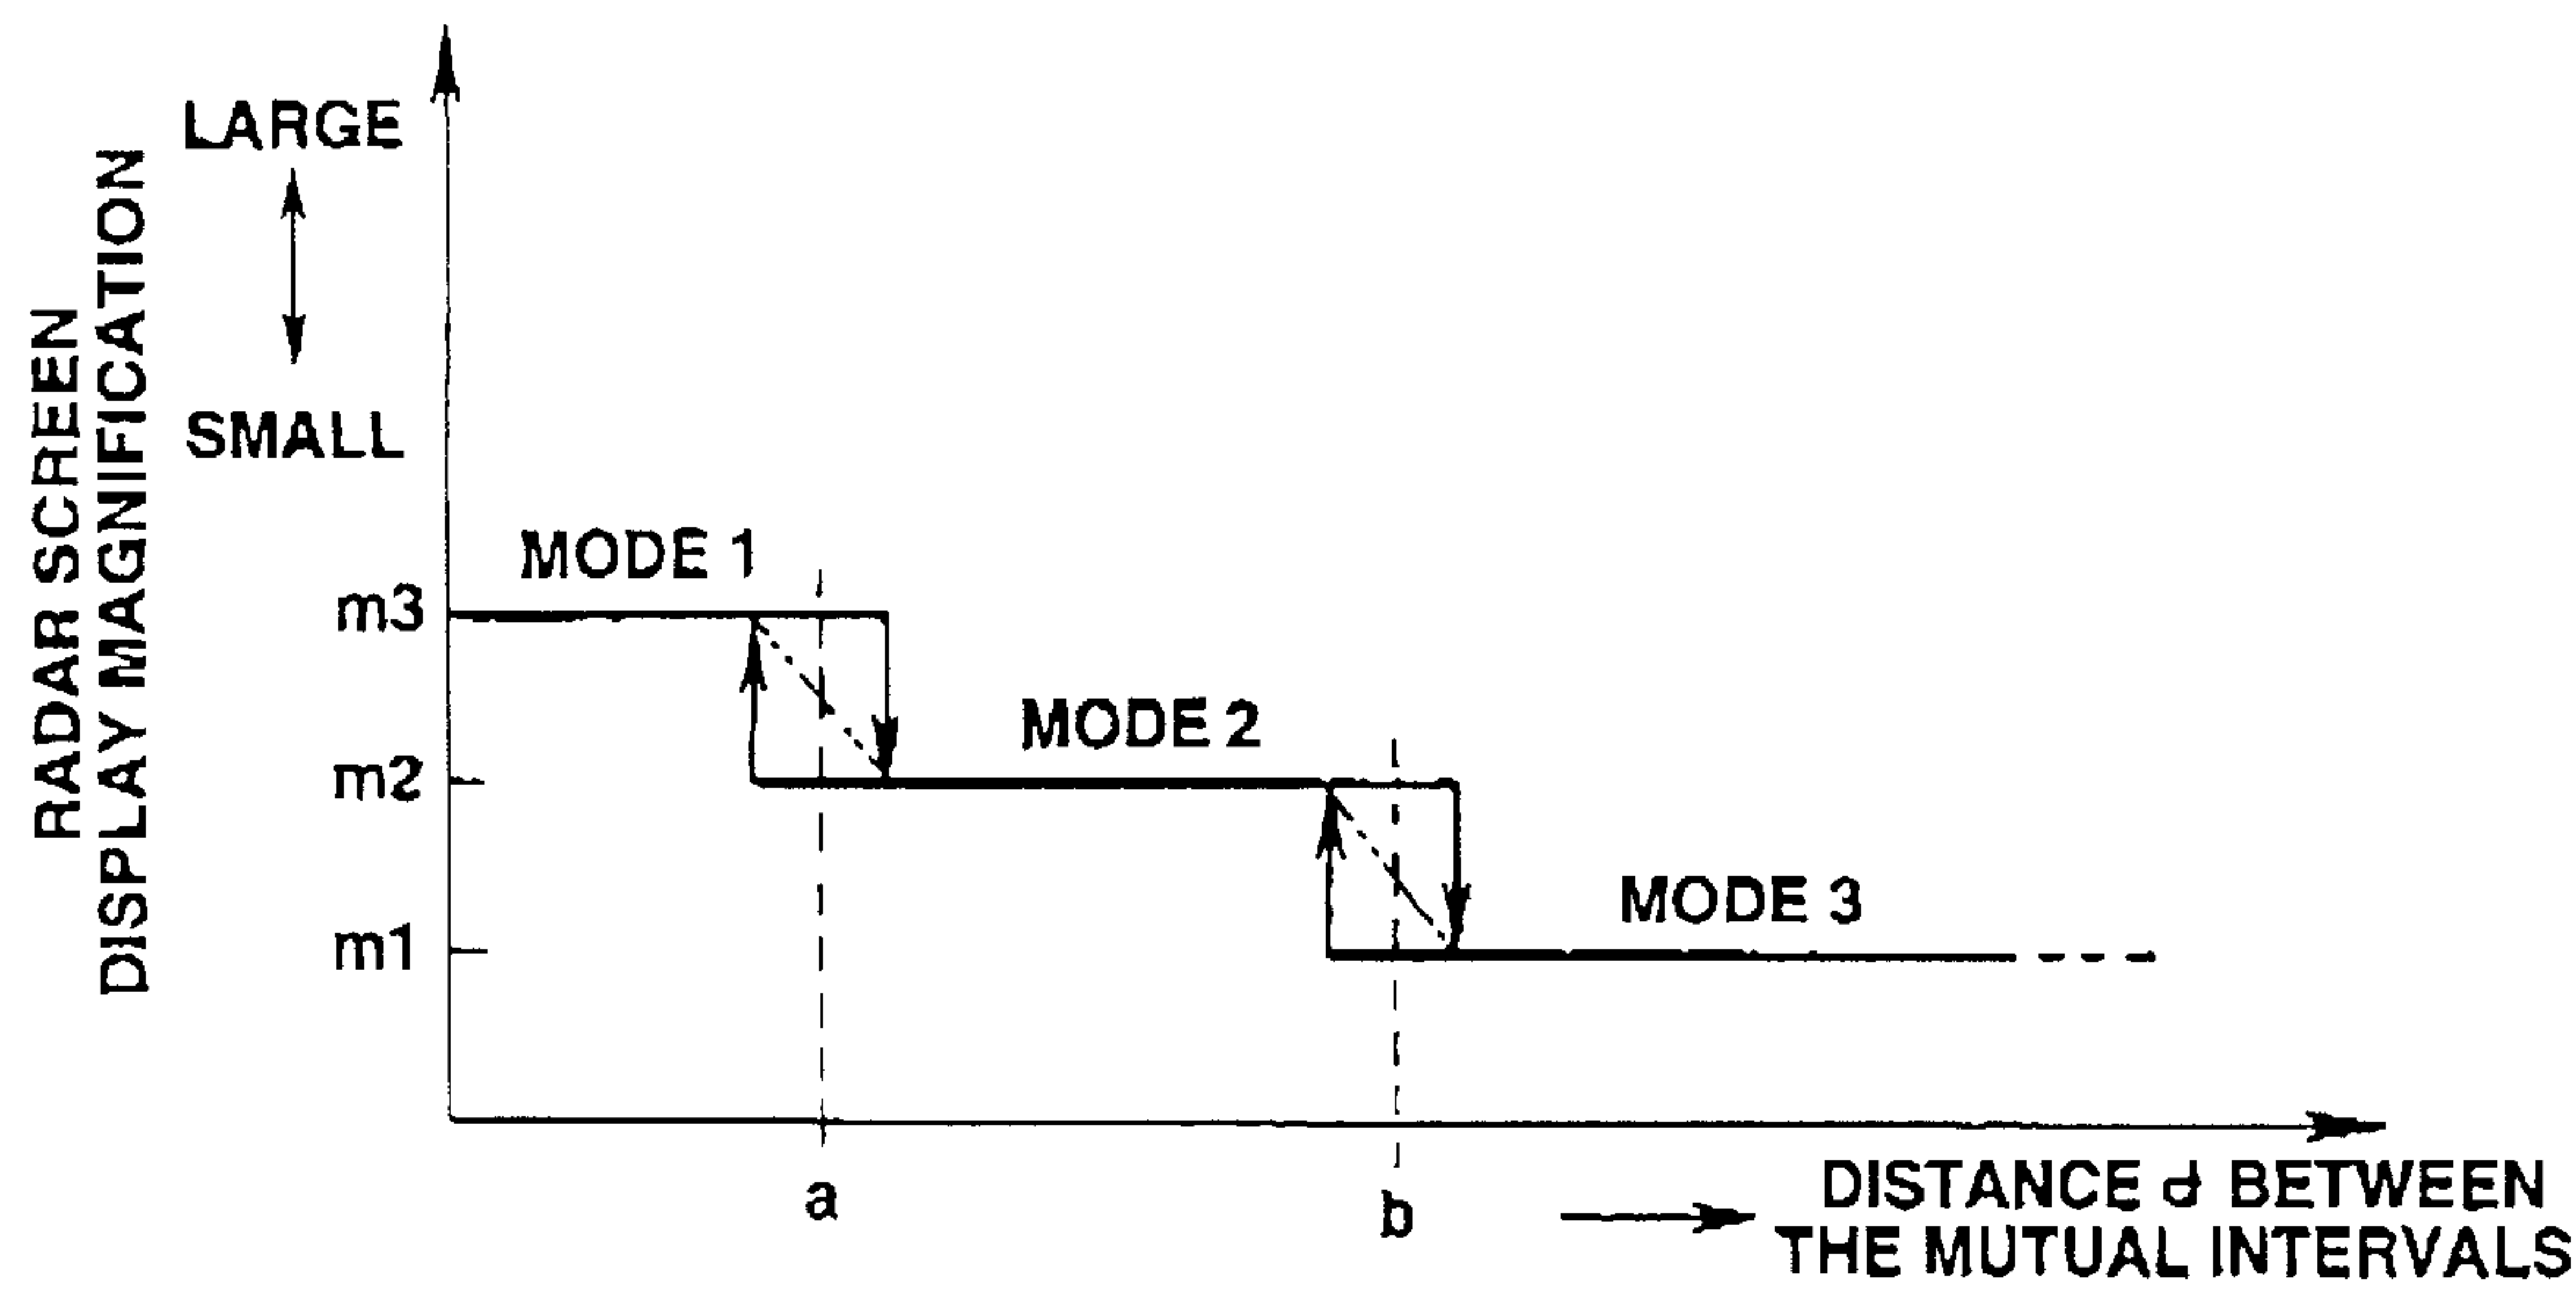 RADAR SCREEN
DISPLAY MAGNIFICATION
LARGE
SMALL
MODE 1
m3
MODE 2
m2
MODE 3
m1
a
b
DISTANCE d BETWEEN
THE MUTUAL INTERVALS